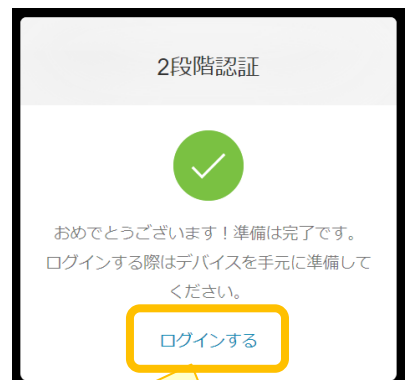 2段階認証
おめでとうございます！準備は完了です。
ログインする際はデバイスを手元に準備して
ください。
ログインする